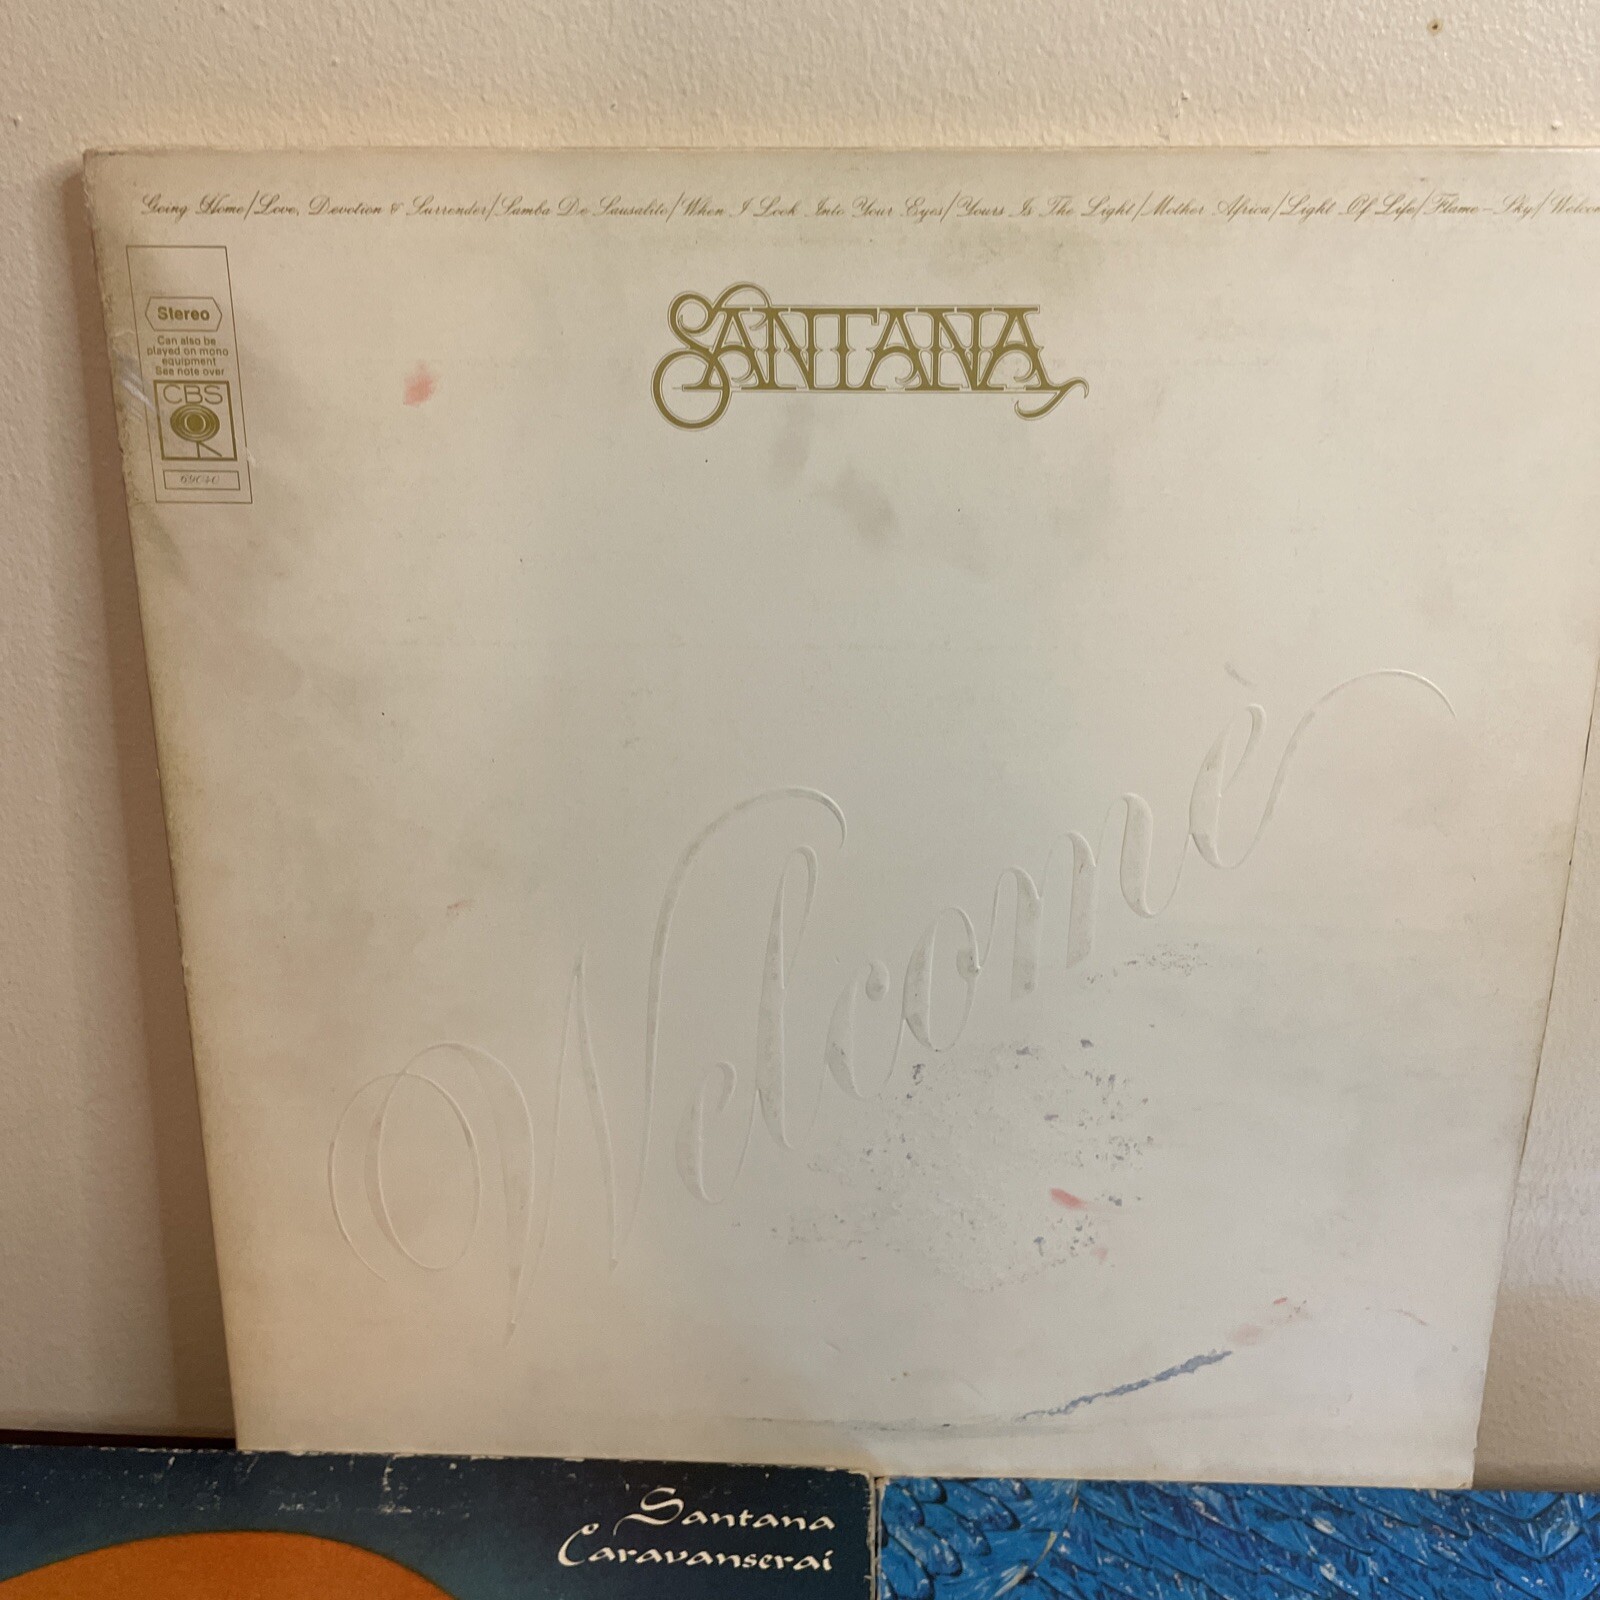 Going Home/Love, Devotion & Surrender/Samba De Sausalito/When I Look Into Your Eyes/Yours Is The Light/Mother Africa/Light Of Life/Flame-Sky/
SANTANA
Stereo
Can also be
played on mono
equipment
See note over
CBS
69040
Welcome
Santana
Caravanserai